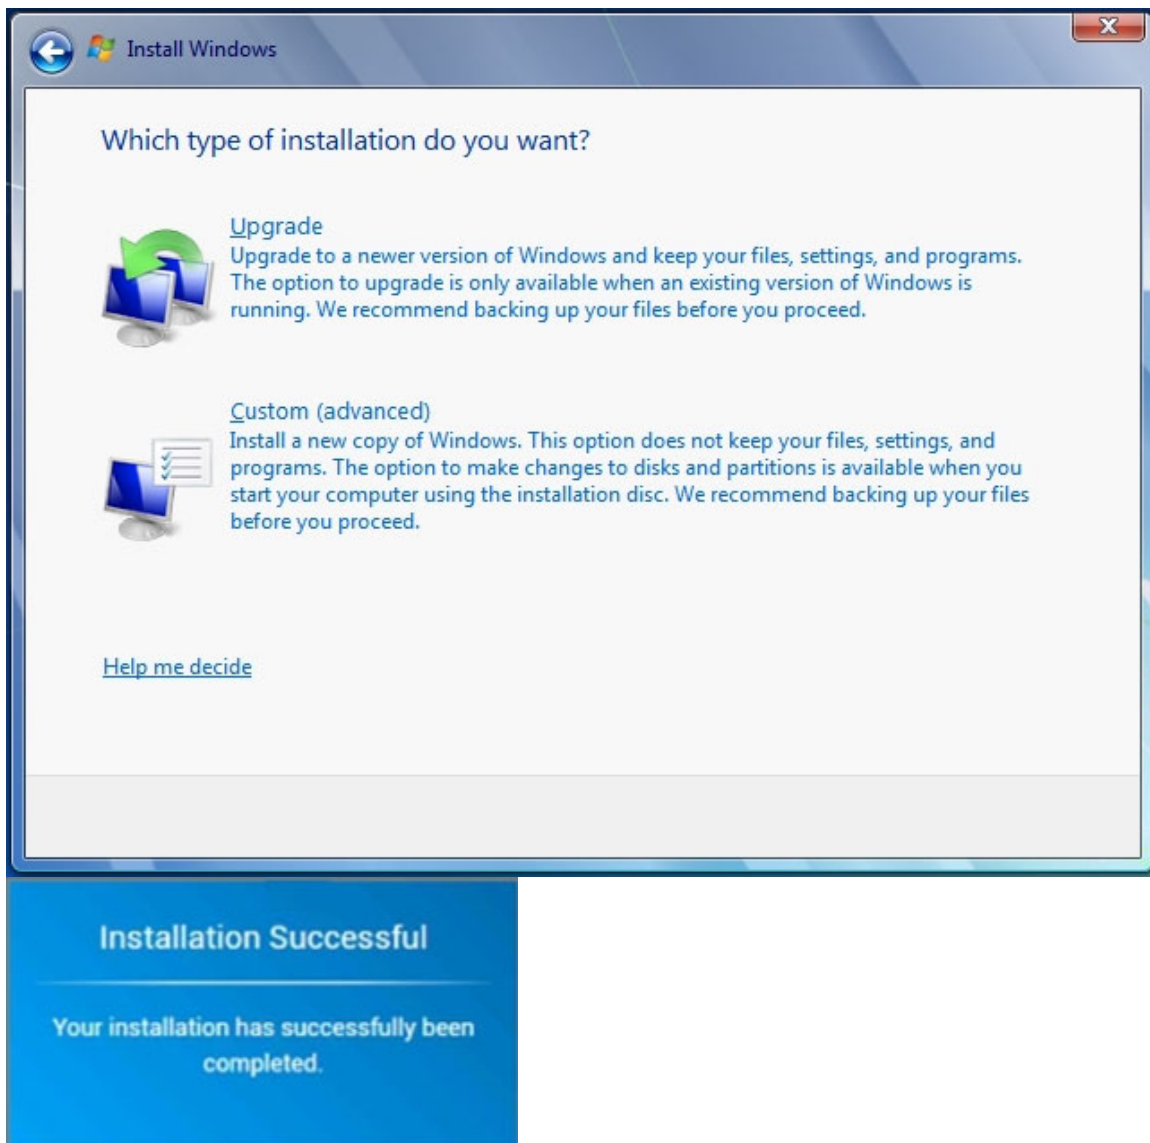 Install Windows
Which type of installation do you want?
Upgrade
Upgrade to a newer version of Windows and keep your files, settings, and programs.
The option to upgrade is only available when an existing version of Windows is
running. We recommend backing up your files before you proceed.
Custom (advanced)
Install a new copy of Windows. This option does not keep your files, settings, and
programs. The option to make changes to disks and partitions is available when you
start your computer using the installation disc. We recommend backing up your files
before you proceed.
Help me decide
Installation Successful
Your installation has successfully been
completed.